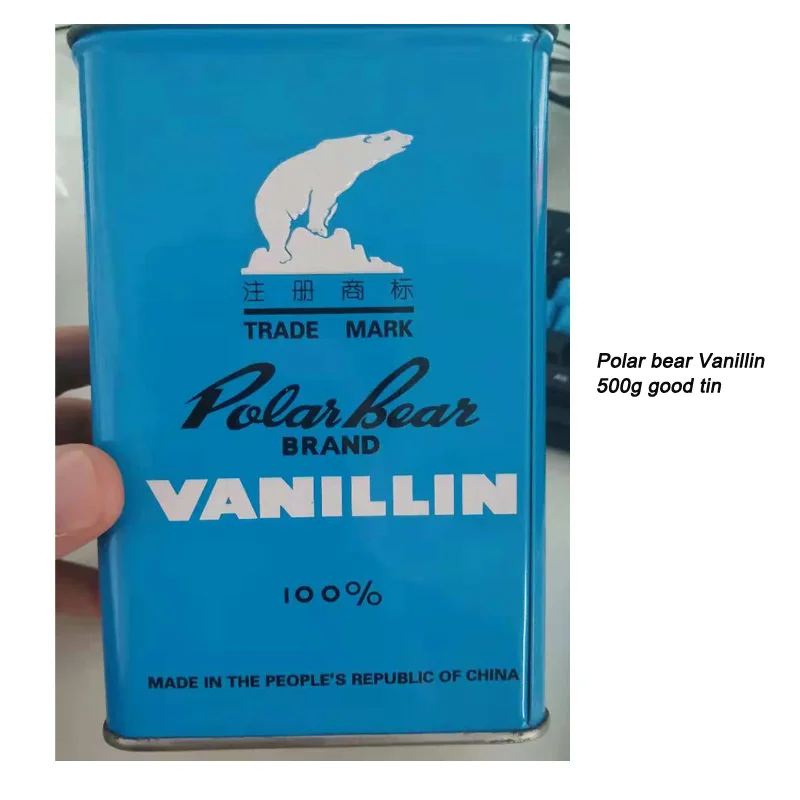 注册商标
TRADE MARK
Polar bear
BRAND
VANILLIN
100%
MADE IN THE PEOPLE'S REPUBLIC OF CHINA
Polar bear Vanillin
500g good tin